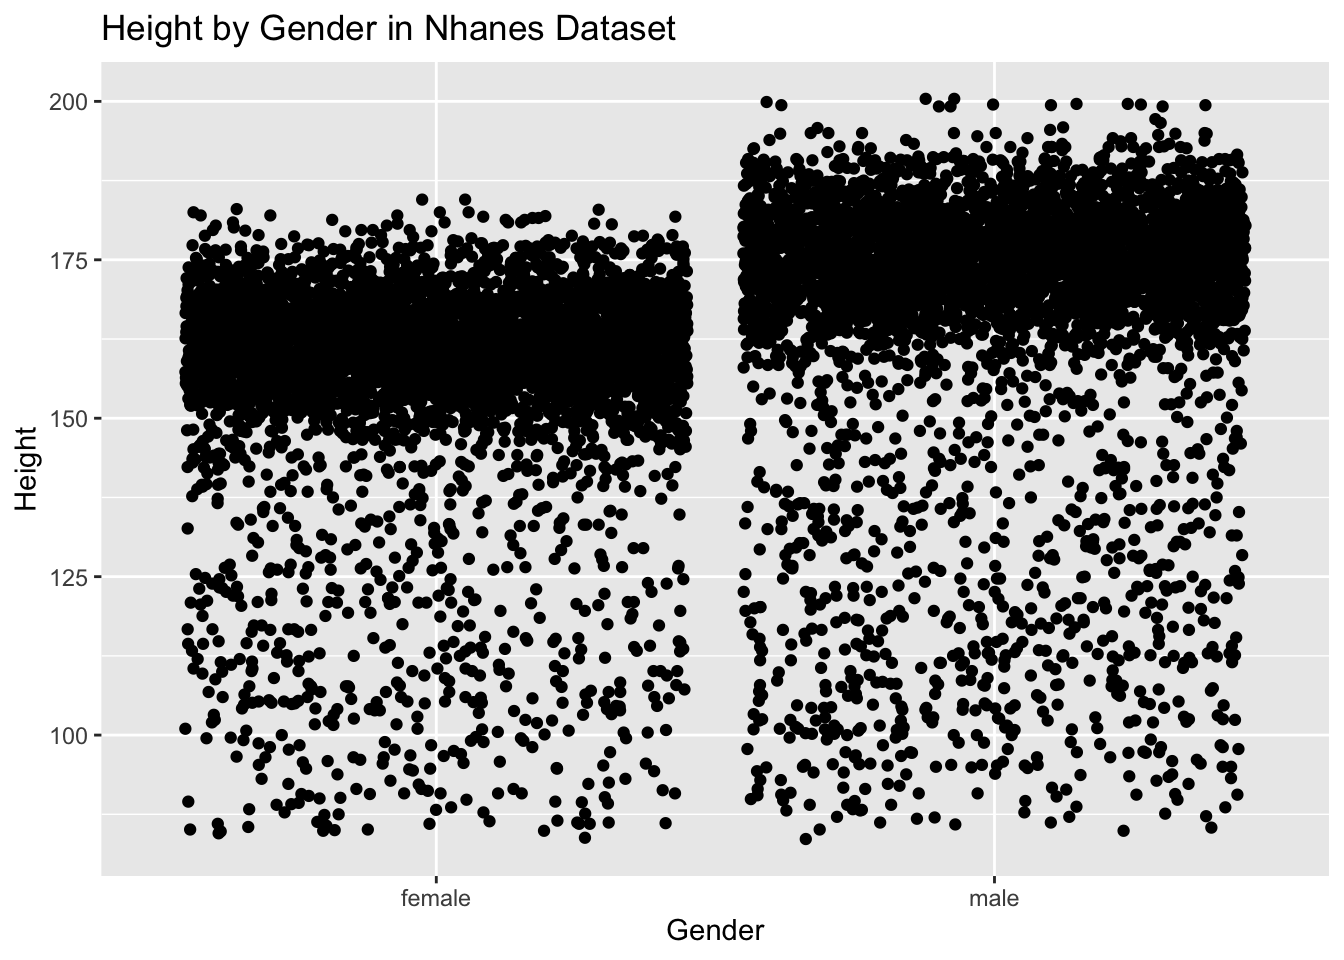 Height by Gender in Nhanes Dataset
200
175
150
125
100
Height
female
male
Gender